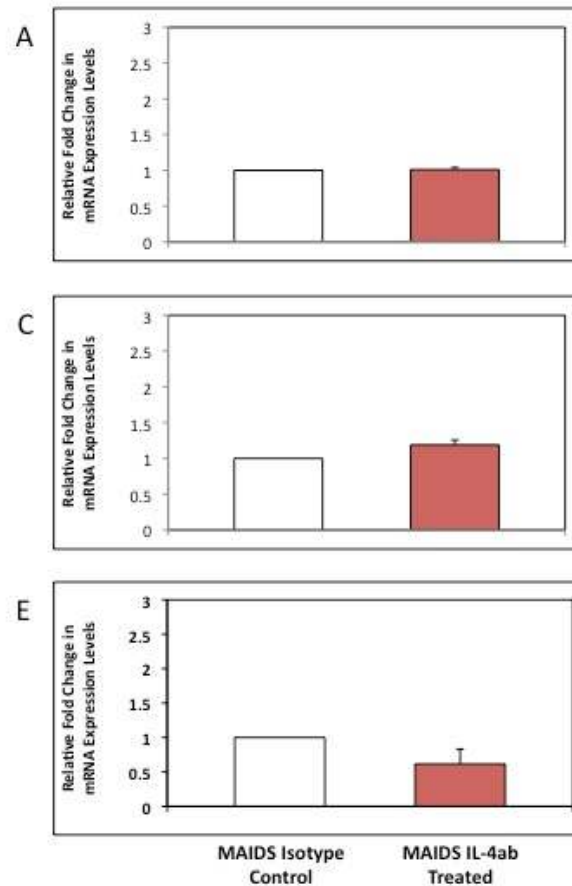 A
Relative Fold Change in
mRNA Expression Levels
3
2.5
2
1.5
1
0.5
0
C
Relative Fold Change in
mRNA Expression Levels
3
2.5
2
1.5
1
0.5
0
E
Relative Fold Change in
mRNA Expression Levels
3
2.5
2
1.5
1
0.5
0
MAIDS Isotype
Control
MAIDS IL-4ab
Treated